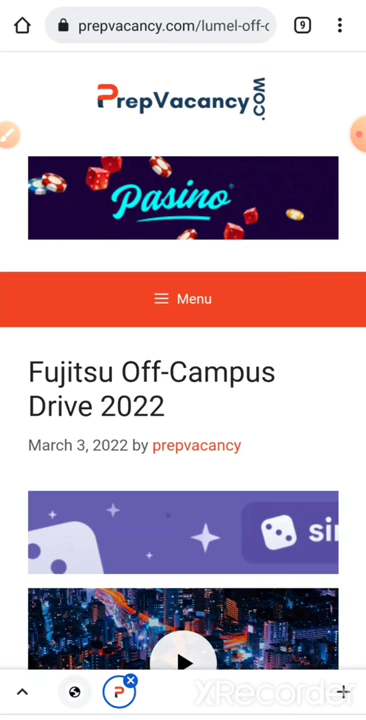 prepvacancy.com/lumel-off-c
9
PrepVacancy.COM
Pasino
Menu
Fujitsu Off-Campus
Drive 2022
March 3, 2022 by prepvacancy
si
XRecorder